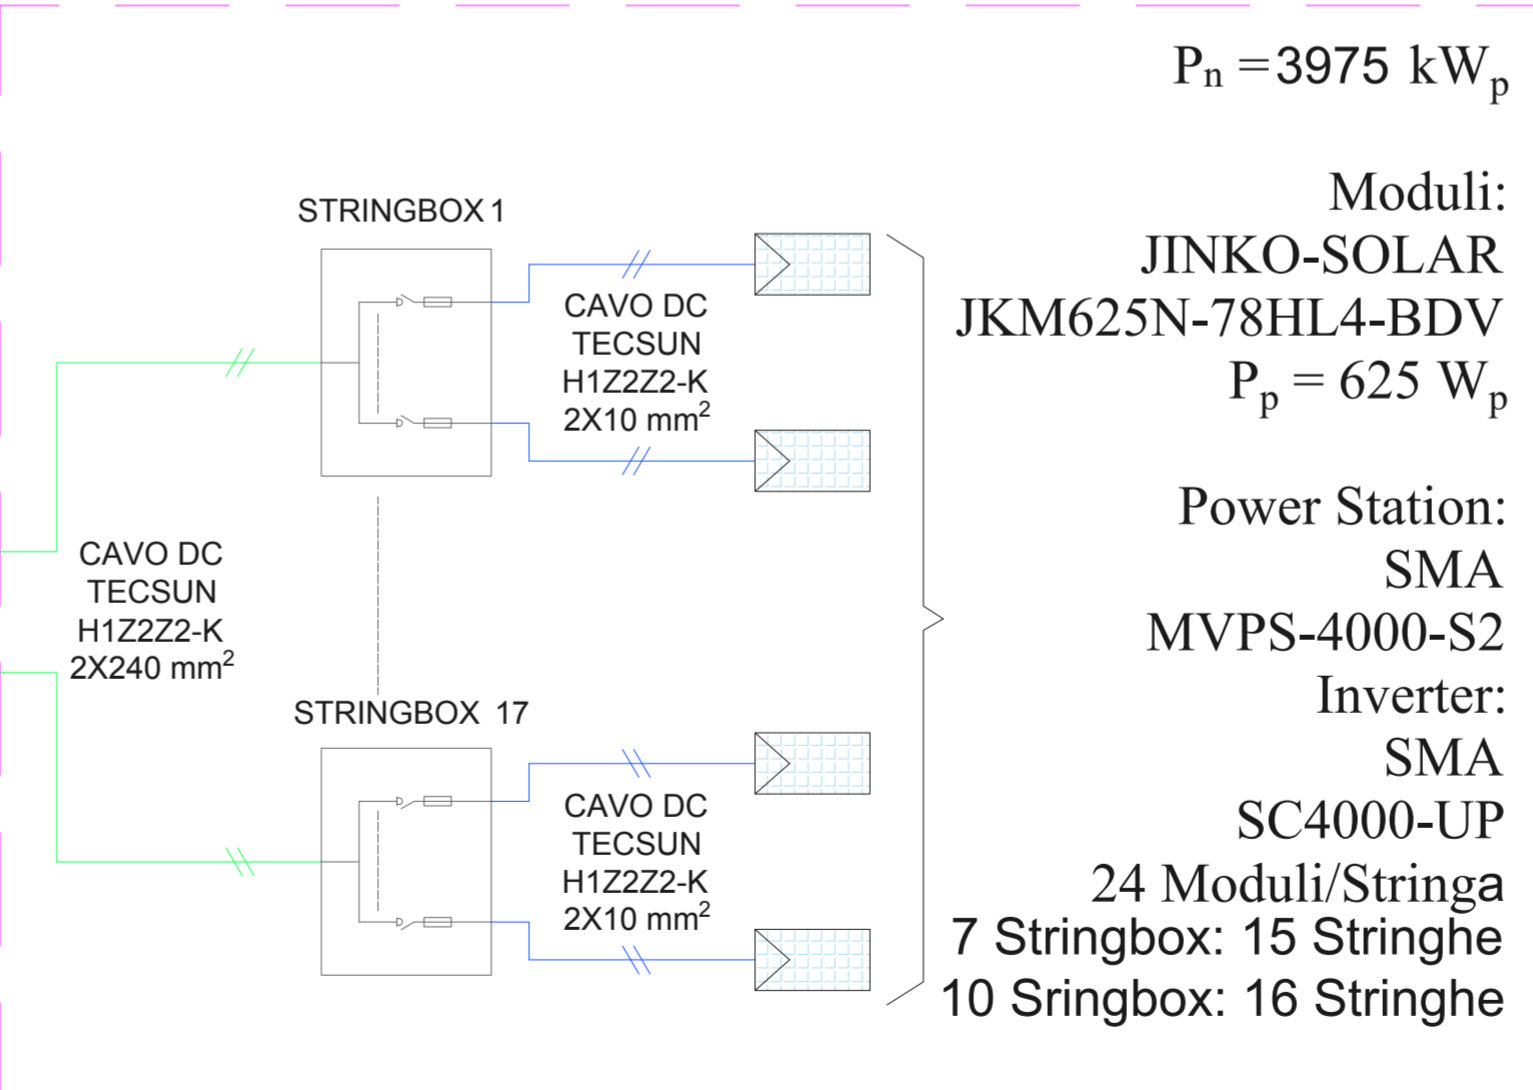 Pn =3975 kWp
Moduli:
JINKO-SOLAR
JKM625N-78HL4-BDV
Pp = 625 Wp
Power Station:
SMA
MVPS-4000-S2
Inverter:
SMA
SC4000-UP
24 Moduli/Stringa
7 Stringbox: 15 Stringhe
10 Sringbox: 16 Stringhe
STRINGBOX 1
CAVO DC
TECSUN
H1Z2Z2-K
2X10 mm²
CAVO DC
TECSUN
H1Z2Z2-K
2X240 mm²
STRINGBOX 17
CAVO DC
TECSUN
H1Z2Z2-K
2X10 mm²